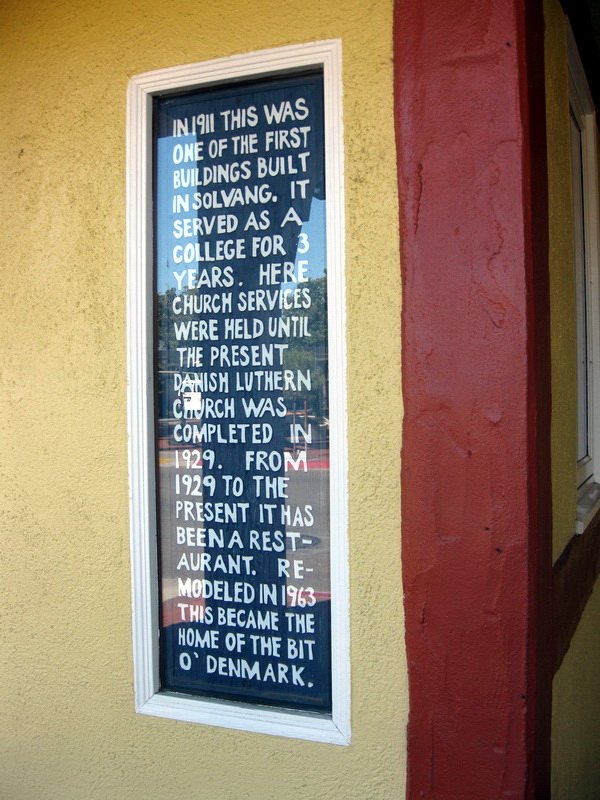 IN 1911 THIS WAS
ONE OF THE FIRST
BUILDINGS BUILT
IN SOLVANG. IT
SERVED AS A
COLLEGE FOR 3
YEARS. HERE
CHURCH SERVICES
WERE HELD UNTIL
THE PRESENT
DANISH LUTHERN
CHURCH WAS
COMPLETED IN
1929. FROM
1929 TO THE
PRESENT IT HAS
BEEN A REST-
AURANT. RE-
MODELED IN 1963
THIS BECAME THE
HOME OF THE BIT
O` DENMARK.